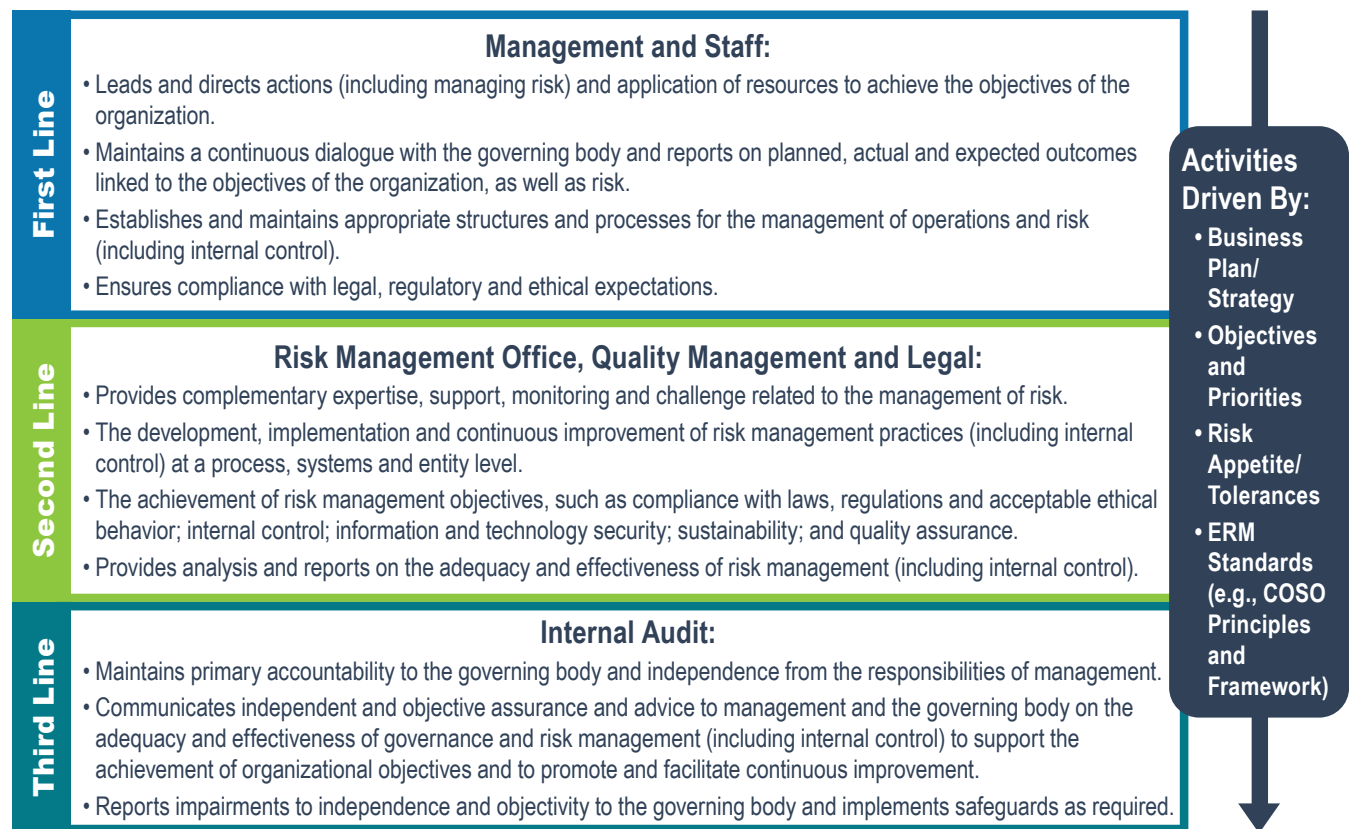 First Line
Management and Staff:
• Leads and directs actions (including managing risk) and application of resources to achieve the objectives of the
organization.
• Maintains a continuous dialogue with the governing body and reports on planned, actual and expected outcomes
linked to the objectives of the organization, as well as risk.
• Establishes and maintains appropriate structures and processes for the management of operations and risk
(including internal control).
• Ensures compliance with legal, regulatory and ethical expectations.
Second Line
Risk Management Office, Quality Management and Legal:
• Provides complementary expertise, support, monitoring and challenge related to the management of risk.
• The development, implementation and continuous improvement of risk management practices (including internal
control) at a process, systems and entity level.
• The achievement of risk management objectives, such as compliance with laws, regulations and acceptable ethical
behavior; internal control; information and technology security; sustainability; and quality assurance.
• Provides analysis and reports on the adequacy and effectiveness of risk management (including internal control).
Third Line
Internal Audit:
• Maintains primary accountability to the governing body and independence from the responsibilities of management.
• Communicates independent and objective assurance and advice to management and the governing body on the
adequacy and effectiveness of governance and risk management (including internal control) to support the
achievement of organizational objectives and to promote and facilitate continuous improvement.
• Reports impairments to independence and objectivity to the governing body and implements safeguards as required.
Activities
Driven By:
• Business
Plan/
Strategy
• Objectives
and
Priorities
• Risk
Appetite/
Tolerances
• ERM
Standards
(e.g., COSO
Principles
and
Framework)